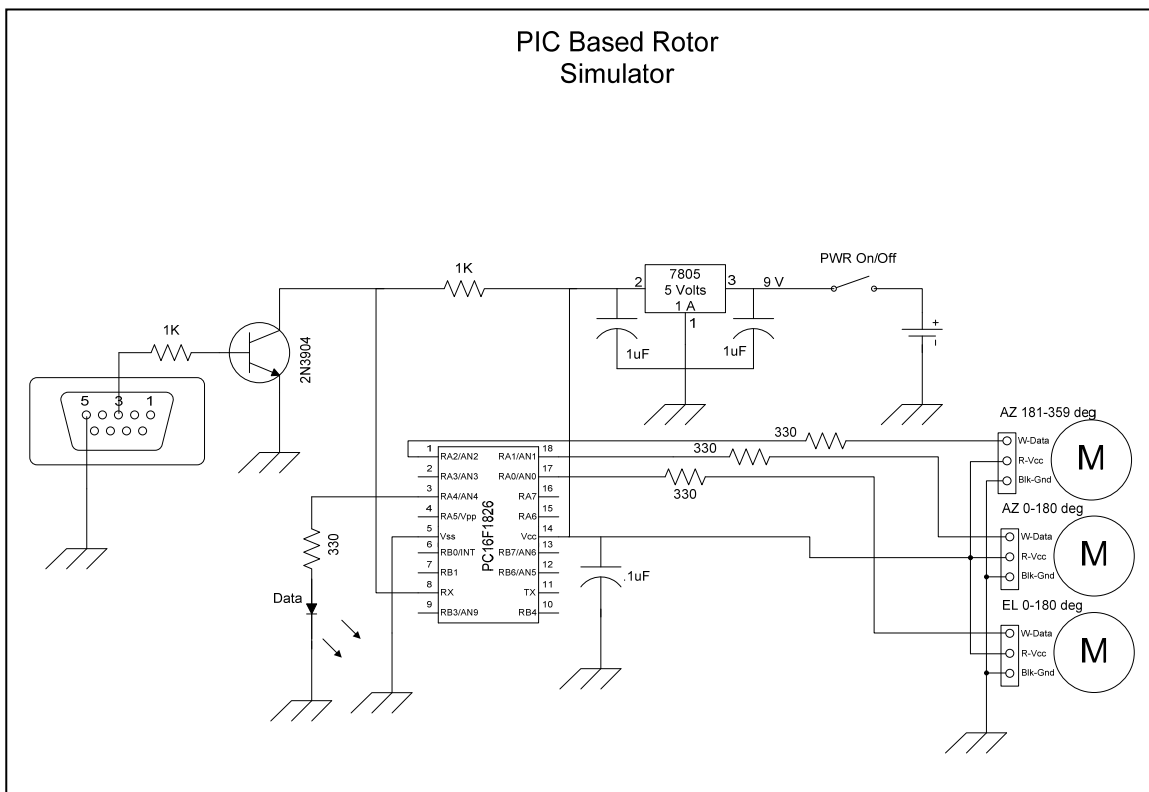 PIC Based Rotor
Simulator
PWR On/Off
1K
2
7805
5 Volts
1 A
3
9 V
1
+
-
1uF
1uF
1K
2N3904
5
3
1
AZ 181-359 deg
W-Data
R-Vcc
Blk-Gnd
M
330
330
330
1
RA2/AN2
RA1/AN1
18
2
RA3/AN3
RA0/AN0
17
3
RA4/AN4
RA7
16
4
RA5/Vpp
RA6
15
5
Vss
Vcc
14
6
RB0/INT
RB7/AN6
13
7
RB1
RB6/AN5
12
8
RX
TX
11
9
RB3/AN9
RB4
10
PC16F1826
AZ 0-180 deg
W-Data
R-Vcc
Blk-Gnd
M
330
.1uF
Data
EL 0-180 deg
W-Data
R-Vcc
Blk-Gnd
M